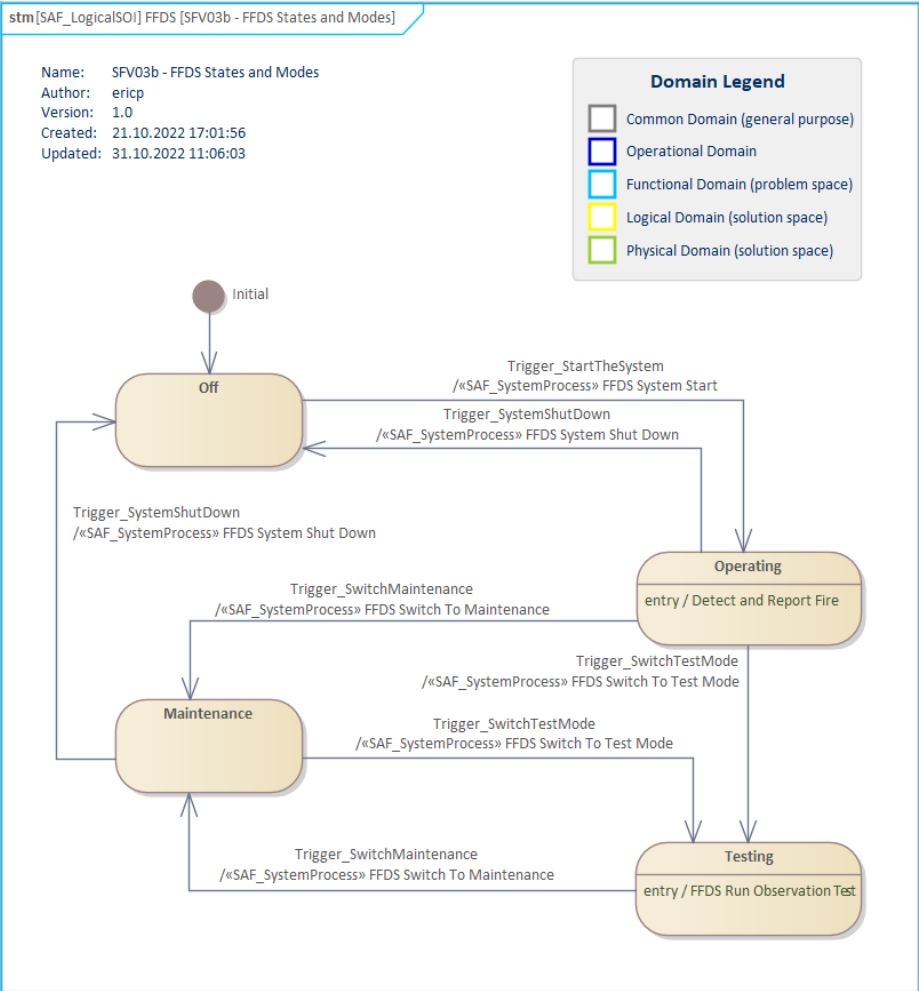 stm [SAF_LogicalSOI] FFDS [SFV03b - FFDS States and Modes]
Name: SFV03b - FFDS States and Modes
Author: ericp
Version: 1.0
Created: 21.10.2022 17:01:56
Updated: 31.10.2022 11:06:03
Domain Legend
Common Domain (general purpose)
Operational Domain
Functional Domain (problem space)
Logical Domain (solution space)
Physical Domain (solution space)
Initial
Off
Trigger_StartTheSystem
/«SAF_SystemProcess» FFDS System Start
Trigger_SystemShutDown
/«SAF_SystemProcess» FFDS System Shut Down
Trigger_SystemShutDown
/«SAF_SystemProcess» FFDS System Shut Down
Operating
entry / Detect and Report Fire
Trigger_SwitchMaintenance
/«SAF_SystemProcess» FFDS Switch To Maintenance
Trigger_SwitchTestMode
/«SAF_SystemProcess» FFDS Switch To Test Mode
Maintenance
Trigger_SwitchTestMode
/«SAF_SystemProcess» FFDS Switch To Test Mode
Trigger_SwitchMaintenance
/«SAF_SystemProcess» FFDS Switch To Maintenance
Testing
entry / FFDS Run Observation Test